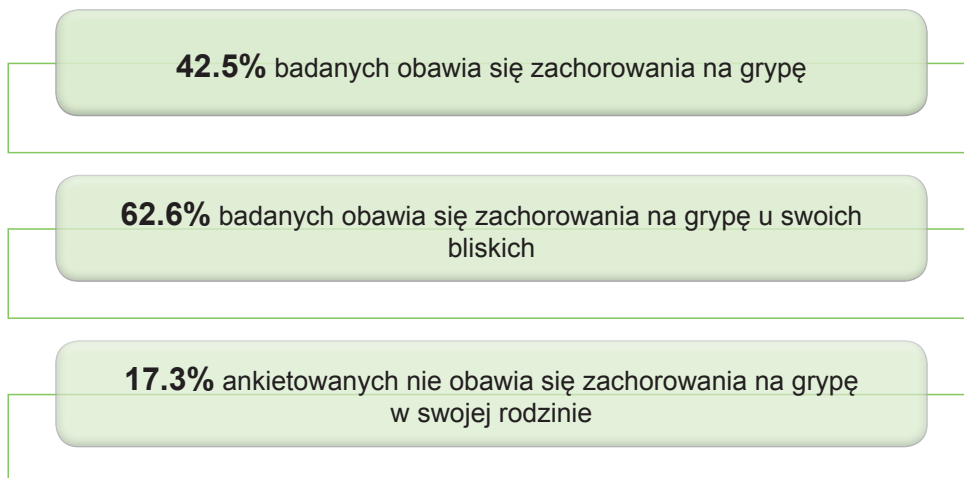 42.5% badanych obawia się zachorowania na grypę
62.6% badanych obawia się zachorowania na grypę u swoich
bliskich
17.3% ankietowanych nie obawia się zachorowania na grypę
w swojej rodzinie